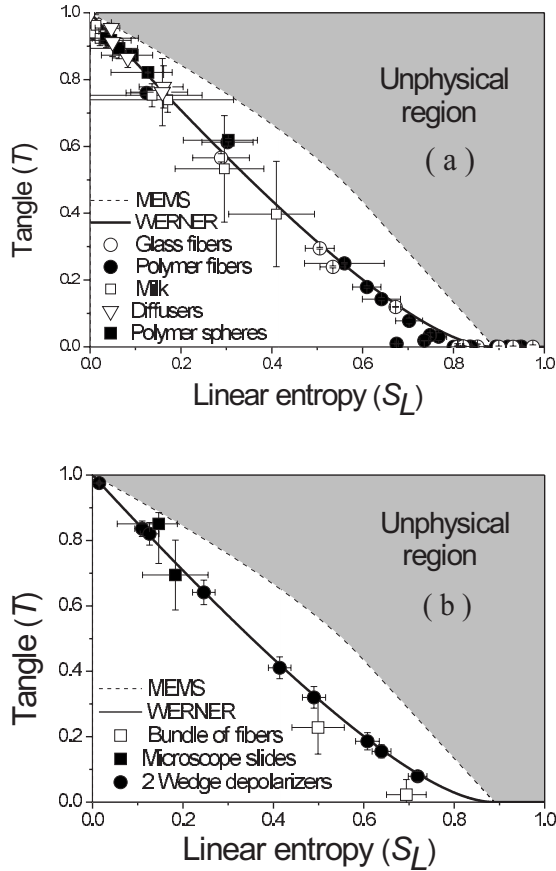 1.0
0.8
0.6
0.4
0.2
0.0
Tangle (T)
Unphysical
region
( a )
MEMS
WERNER
Glass fibers
Polymer fibers
Milk
Diffusers
Polymer spheres
0.0 0.2 0.4 0.6 0.8 1.0
Linear entropy (SL)
1.0
0.8
0.6
0.4
0.2
0.0
Tangle (T)
Unphysical
region
( b )
MEMS
WERNER
Bundle of fibers
Microscope slides
2 Wedge depolarizers
0.0 0.2 0.4 0.6 0.8 1.0
Linear entropy (SL)